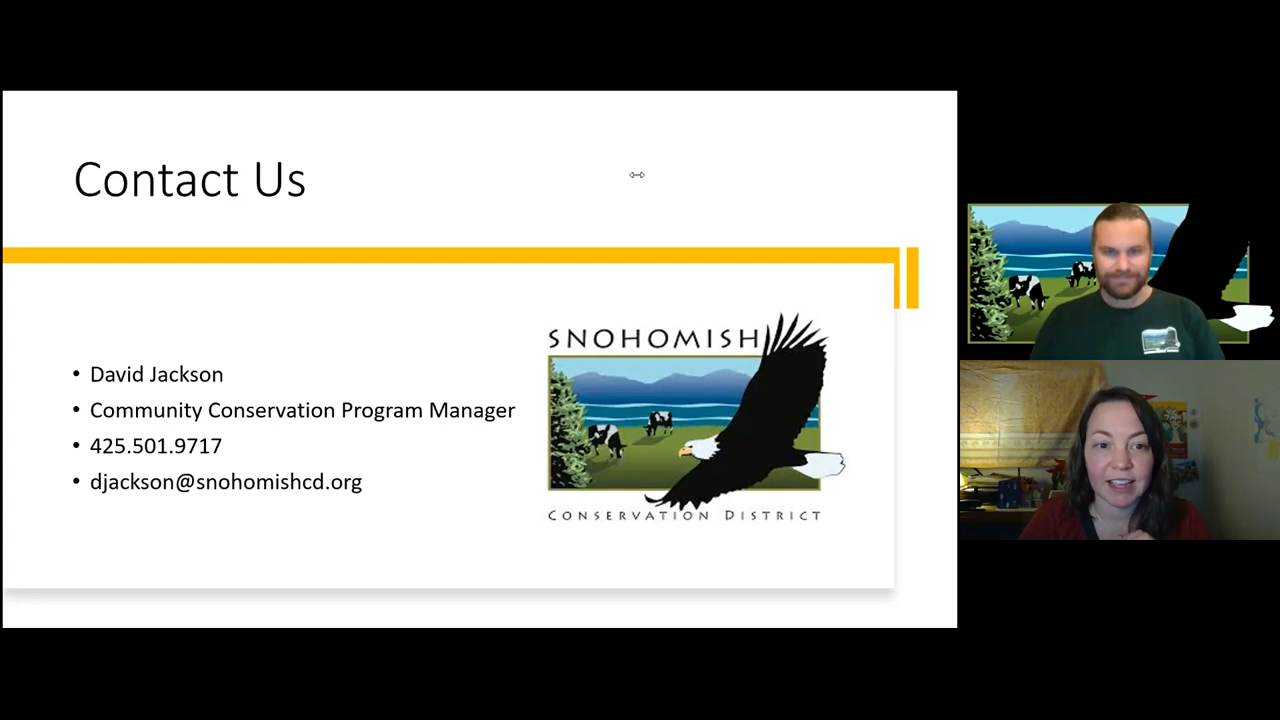 Contact Us
David Jackson
Community Conservation Program Manager
425.501.9717
djackson@snohomishcd.org
SNOHOMISH
CONSERVATION DISTRICT